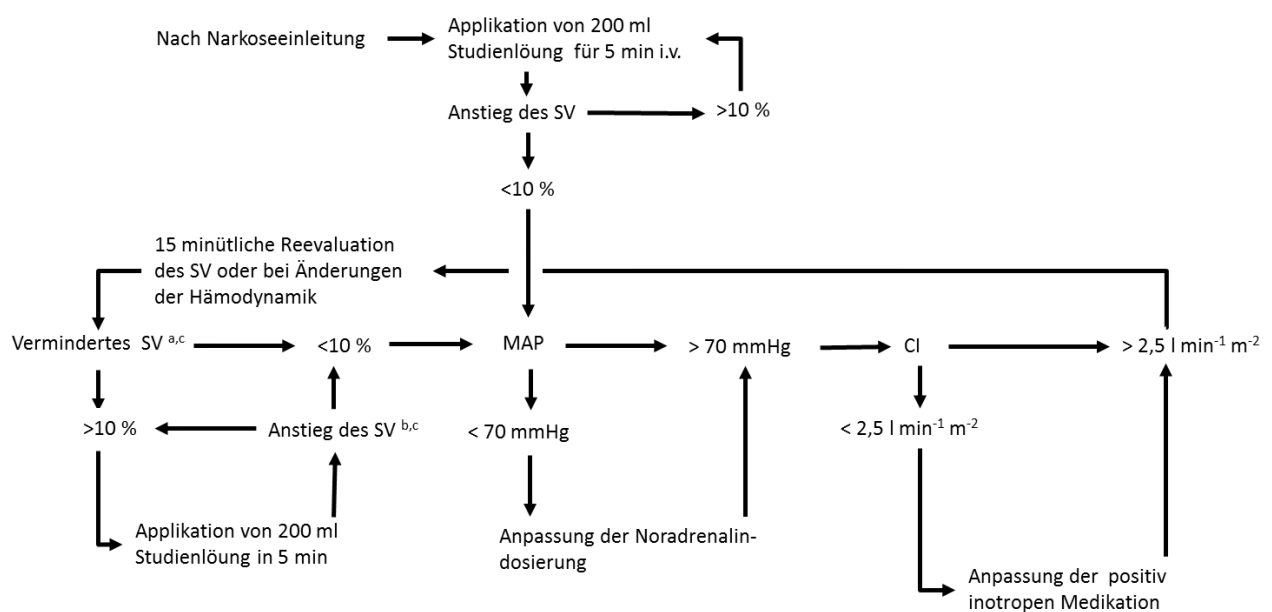 Nach Narkoseeinleitung
Applikation von 200 ml
Studienlöung für 5 min i.v.
Anstieg des SV
>10 %
<10 %
15 minütliche Reevaluation
des SV oder bei Änderungen
der Hämodynamik
Vermindertes SV a,c
<10 %
MAP
> 70 mmHg
CI
> 2,5 l min-1 m-2
>10 %
Anstieg des SV b,c
< 70 mmHg
< 2,5 l min-1 m-2
Applikation von 200 ml
Studienlöung in 5 min
Anpassung der Noradrenalin-
dosierung
Anpassung der positiv
inotropen Medikation